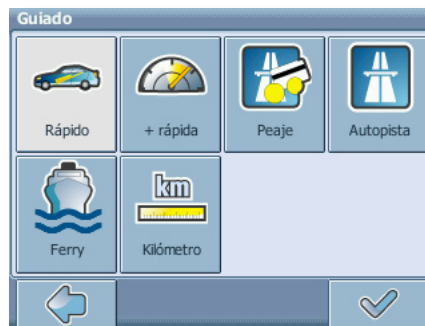 Guiado
Rápido
+ rápida
Peaje
Autopista
km
Ferry
Kilómetro